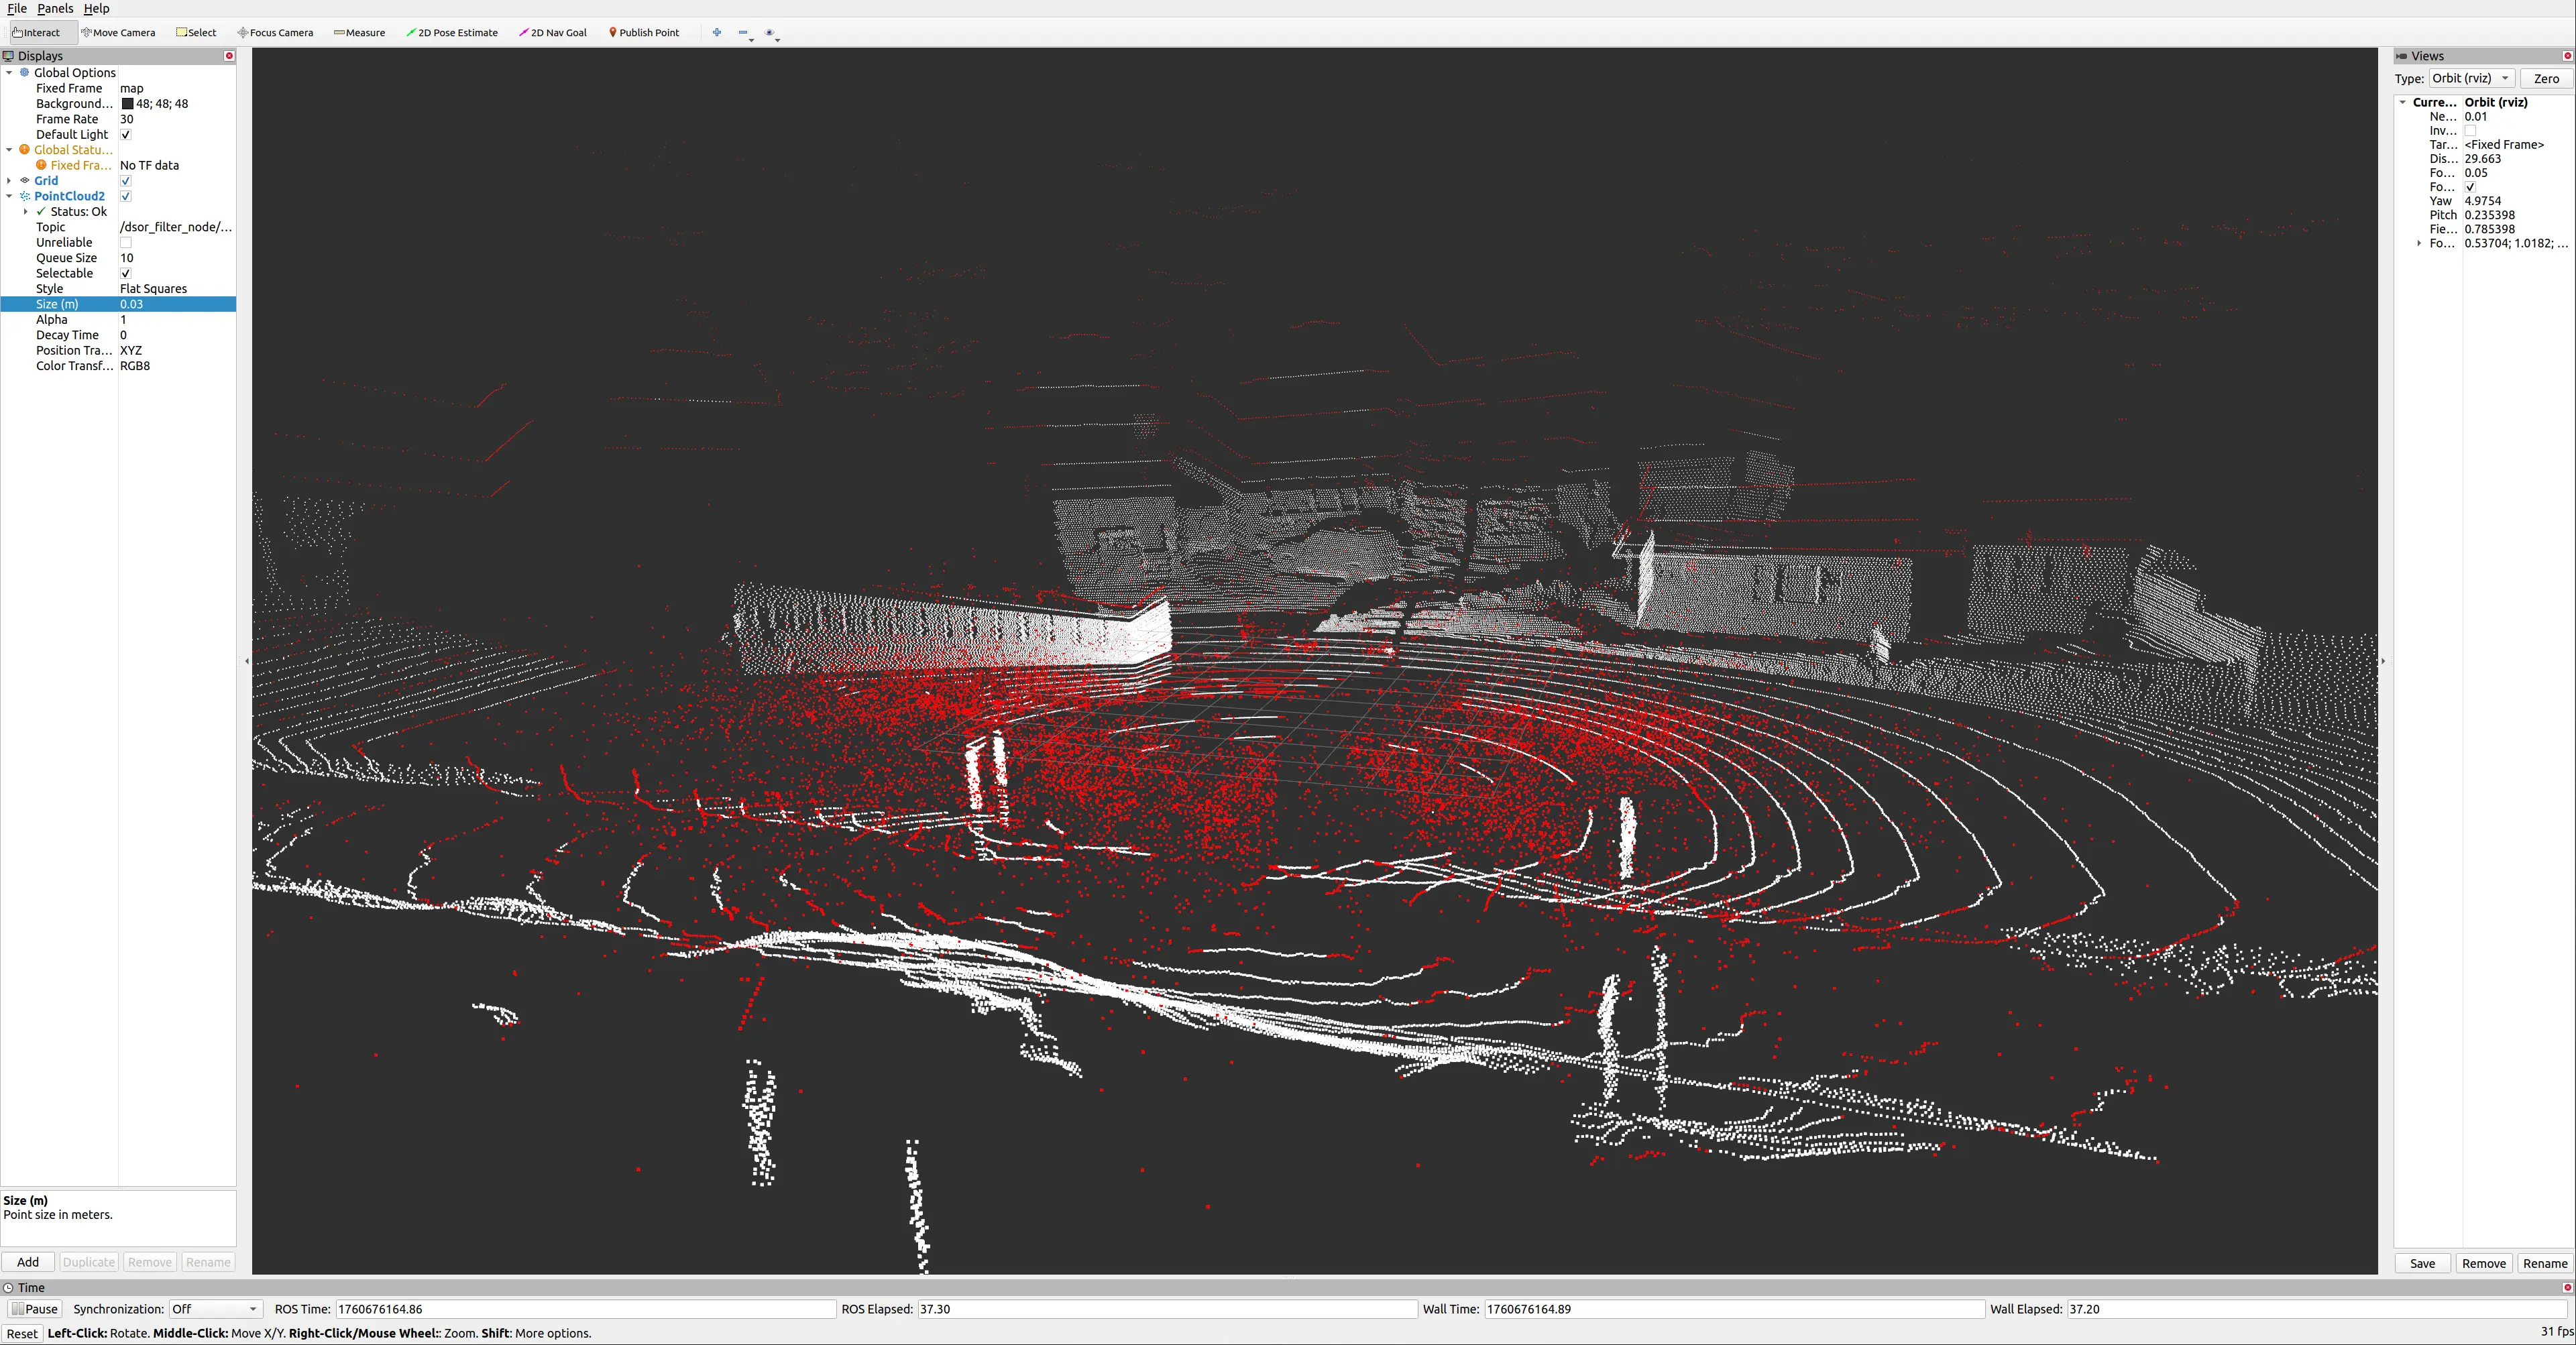 File Panels Help
Interact Move Camera Select Focus Camera Measure 2D Pose Estimate 2D Nav Goal Publish Point
Displays
Global Options
Fixed Frame map
Background... 48; 48; 48
Frame Rate 30
Default Light
Global Statu...
Fixed Fra... No TF data
Grid
PointCloud2
Status: Ok
Topic /dsor_filter_node/...
Unreliable
Queue Size 10
Selectable
Style Flat Squares
Size (m) 0.03
Alpha 1
Decay Time 0
Position Tra... XYZ
Color Transf... RGB8
Size (m)
Point size in meters.
Add Duplicate Remove Rename
Views
Type: Orbit (rviz) Zero
Curre... Orbit (rviz)
Ne... 0.01
Inv...
Tar... <Fixed Frame>
Dis... 29.663
Fo... 0.05
Fo...
Yaw 4.9754
Pitch 0.235398
Fie... 0.785398
Fo... 0.53704; 1.0182; ...
Save Remove Rename
Time
Pause Synchronization: Off ROS Time: 1760676164.86 ROS Elapsed: 37.30 Wall Time: 1760676164.89 Wall Elapsed: 37.20
Reset Left-Click: Rotate. Middle-Click: Move X/Y. Right-Click/Mouse Wheel:: Zoom. Shift: More options. 31 fps